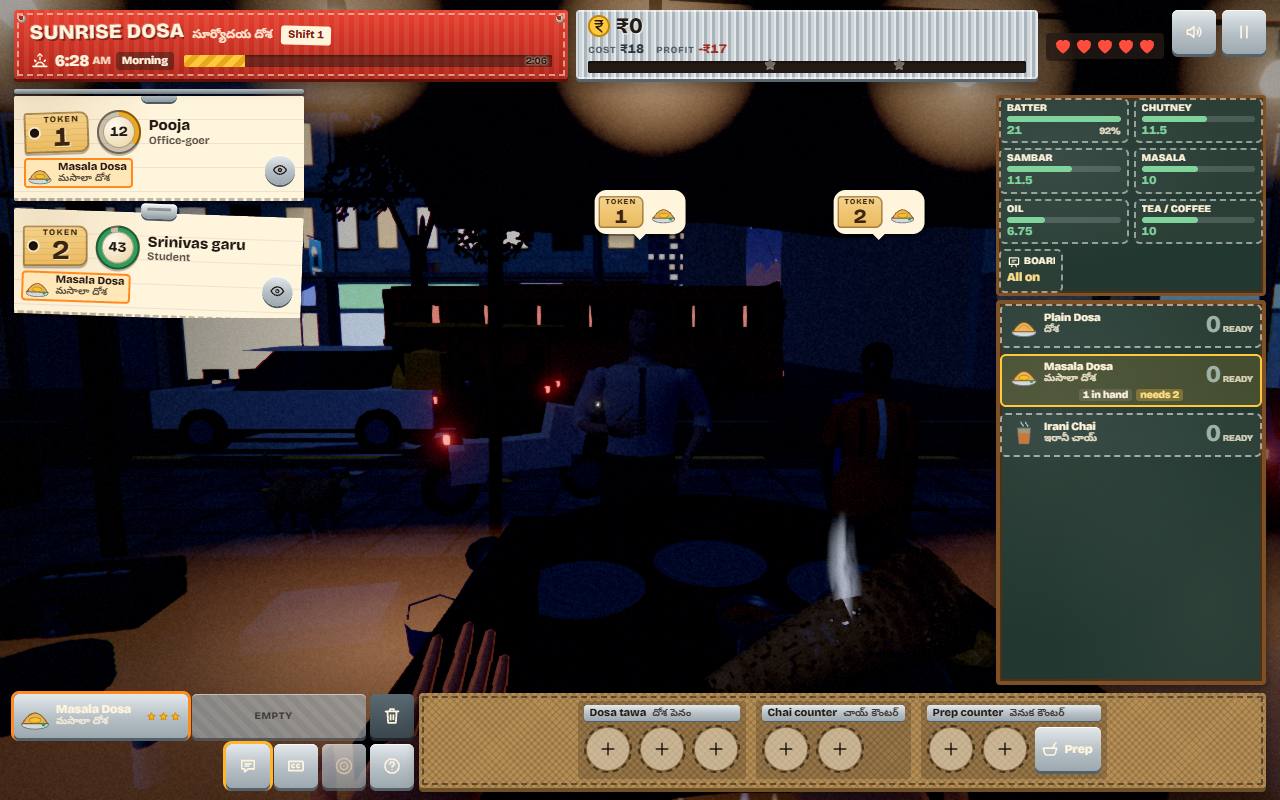 SUNRISE DOSA సూర్యోదయ దోశ Shift 1
6:28 AM Morning 2:06
₹0
COST ₹18 PROFIT -₹17
TOKEN 1 12 Pooja
Office-goer
Masala Dosa
మసాలా దోశ
TOKEN 2 43 Srinivas garu
Student
Masala Dosa
మసాలా దోశ
TOKEN 1
TOKEN 2
BATTER
21 92%
CHUTNEY
11.5
SAMBAR
11.5
MASALA
10
OIL
6.75
TEA / COFFEE
10
BOARD
All on
Plain Dosa
దోశ
0 READY
Masala Dosa
మసాలా దోశ
0 READY
1 in hand needs 2
Irani Chai
ఇరానీ చాయ్
0 READY
Masala Dosa
మసాలా దోశ
EMPTY
CC
Dosa tawa దోశ పెనం
Chai counter చాయ్ కౌంటర్
Prep counter వెనుక కౌంటర్
Prep